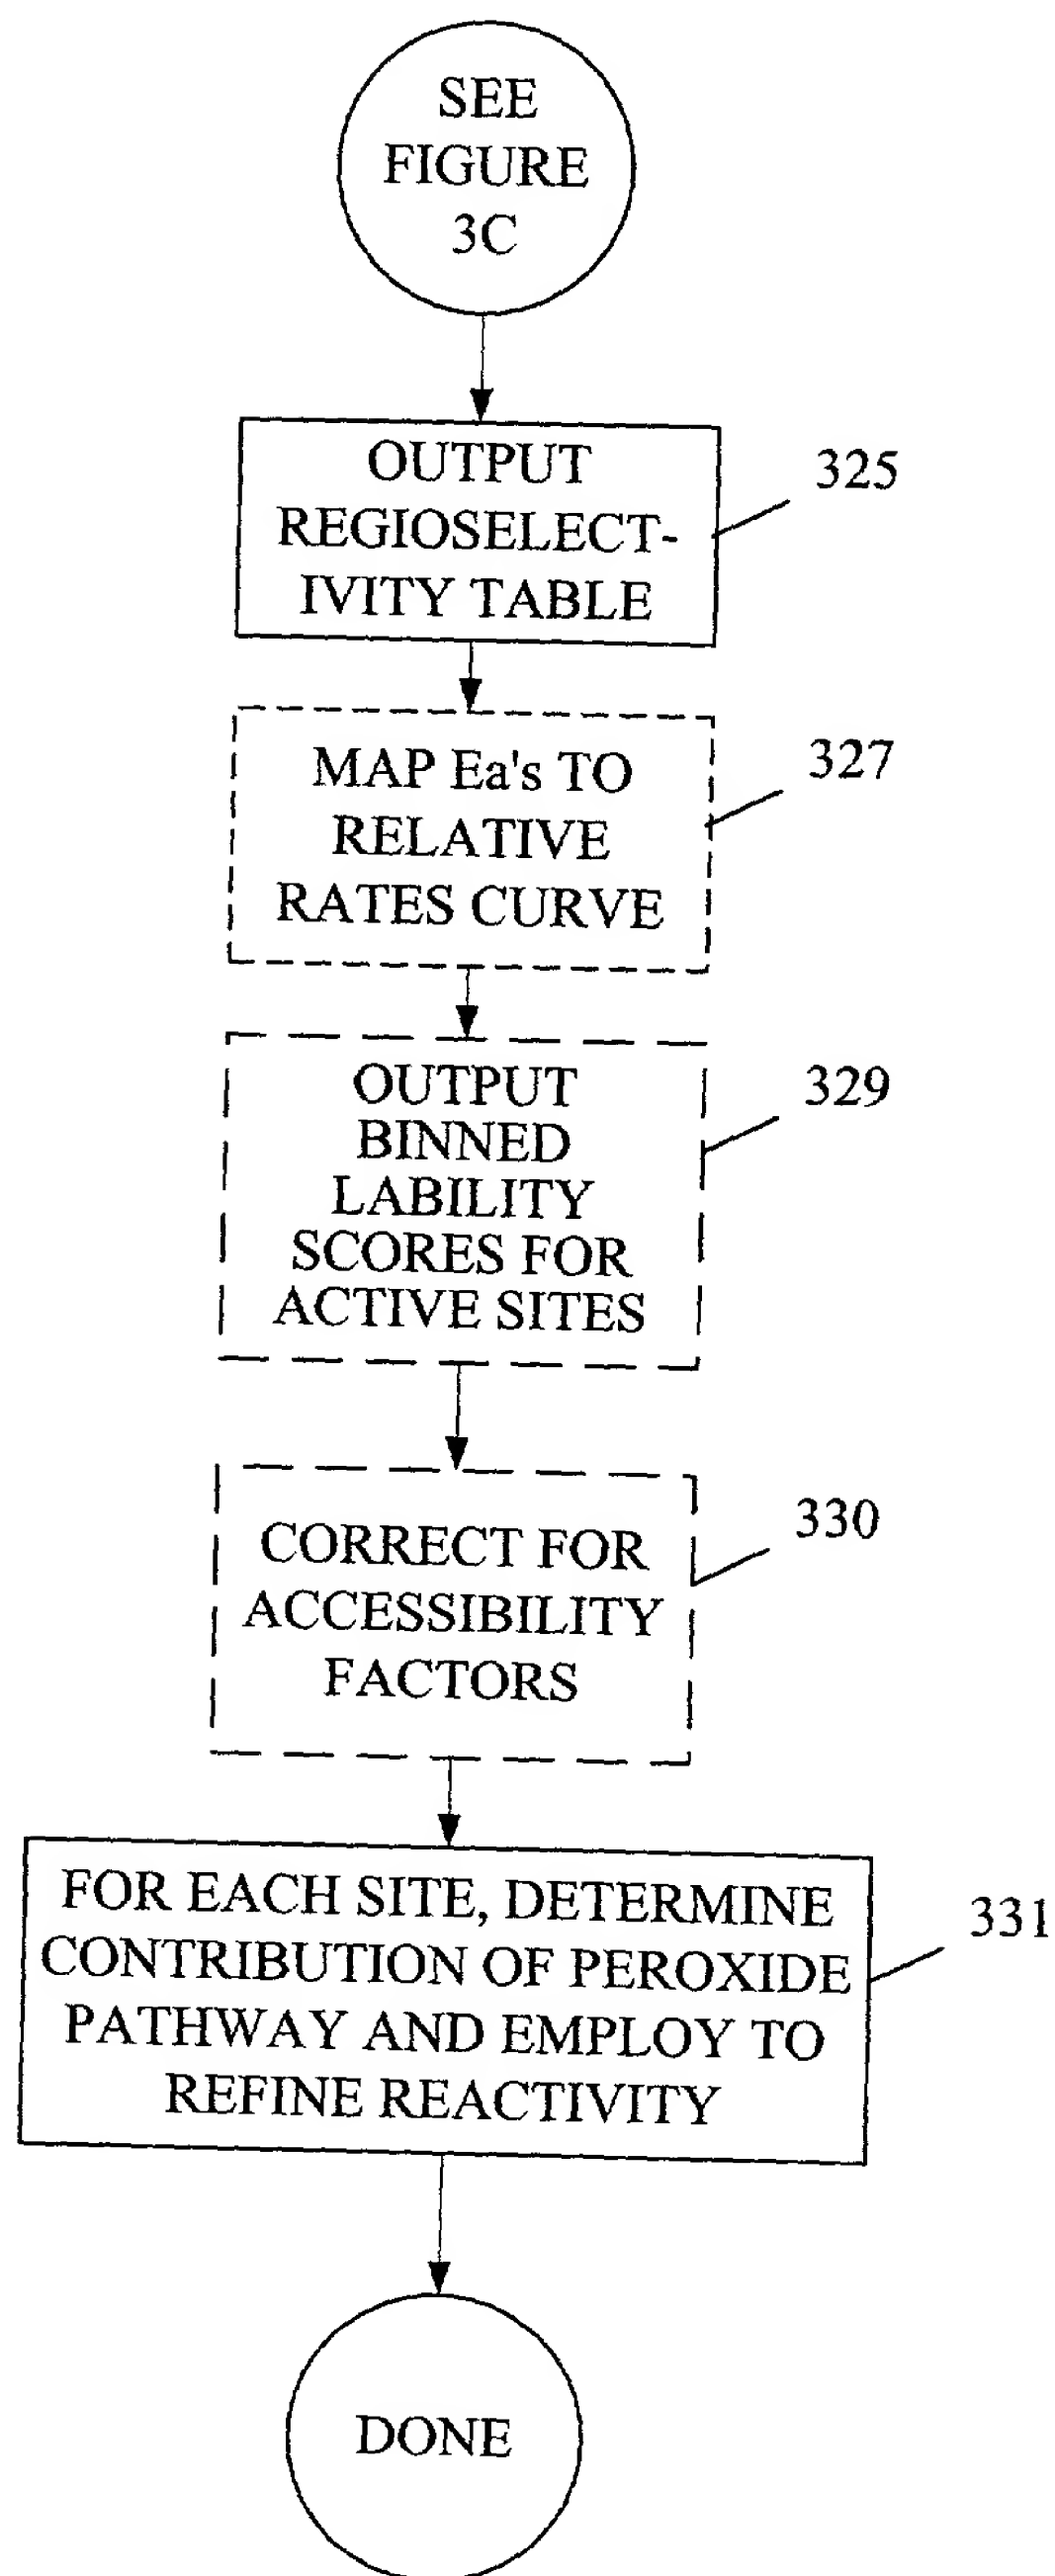 SEE
FIGURE
3C
OUTPUT
REGIOSELECT-
IVITY TABLE
325
MAP Ea's TO
RELATIVE
RATES CURVE
327
OUTPUT
BINNED
LABILITY
SCORES FOR
ACTIVE SITES
329
CORRECT FOR
ACCESSIBILITY
FACTORS
330
FOR EACH SITE, DETERMINE
CONTRIBUTION OF PEROXIDE
PATHWAY AND EMPLOY TO
REFINE REACTIVITY
331
DONE